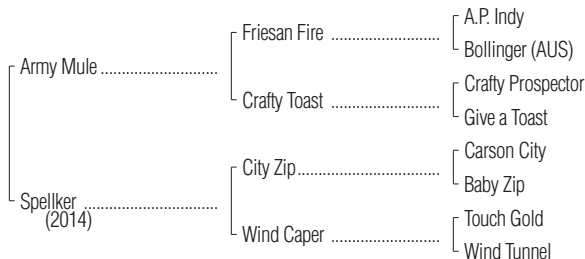 A.P. Indy
Friesan Fire ................................
Bollinger (AUS)
Army Mule ...................................
Crafty Prospector
Crafty Toast ................................
Give a Toast
Carson City
City Zip........................................
Baby Zip
Spellker ......................................
(2014)
Touch Gold
Wind Caper ................................
Wind Tunnel